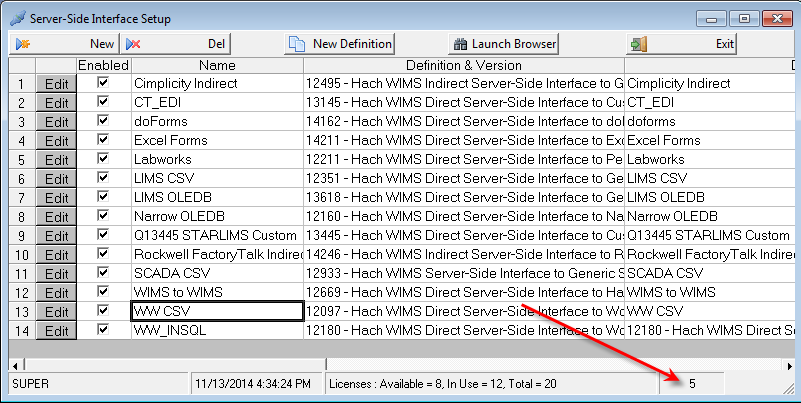 Server-Side Interface Setup
New Del New Definition Launch Browser Exit
Enabled Name Definition & Version D
1 Edit Cimplicity Indirect 12495 - Hach WIMS Indirect Server-Side Interface to G Cimplicity Indirect
2 Edit CT_EDI 13145 - Hach WIMS Direct Server-Side Interface to Cus CT_EDI
3 Edit doForms 14162 - Hach WIMS Direct Server-Side Interface to dol doForms
4 Edit Excel Forms 14211 - Hach WIMS Direct Server-Side Interface to Exc Excel Forms
5 Edit Labworks 12211 - Hach WIMS Direct Server-Side Interface to Pe Labworks
6 Edit LIMS CSV 12351 - Hach WIMS Direct Server-Side Interface to Ge LIMS CSV
7 Edit LIMS OLEDB 13618 - Hach WIMS Direct Server-Side Interface to Ge LIMS OLEDB
8 Edit Narrow OLEDB 12160 - Hach WIMS Direct Server-Side Interface to Na Narrow OLEDB
9 Edit Q13445 STARLIMS Custom 13445 - Hach WIMS Direct Server-Side Interface to Cus Q13445 STARLIMS Custom
10 Edit Rockwell FactoryTalk Indirec 14246 - Hach WIMS Indirect Server-Side Interface to R Rockwell FactoryTalk Indirect
11 Edit SCADA CSV 12933 - Hach WIMS Server-Side Interface to Generic S SCADA CSV
12 Edit WIMS to WIMS 12669 - Hach WIMS Direct Server-Side Interface to Ha WIMS to WIMS
13 Edit WW CSV 12097 - Hach WIMS Direct Server-Side Interface to Wo WW CSV
14 Edit WW_INSQL 12180 - Hach WIMS Direct Server-Side Interface to Wo 12180 - Hach WIMS Direct Se
SUPER 11/13/2014 4:34:24 PM Licenses : Available = 8, In Use = 12, Total = 20 5